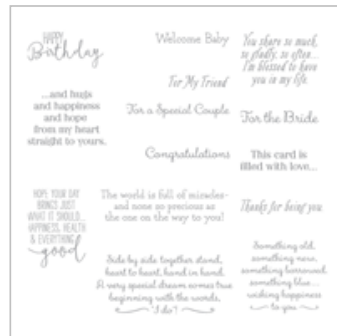 HAPPY
Birthday
...and hugs
and happiness
and hope
from my heart
straight to yours.
HOPE YOUR DAY
BRINGS JUST
WHAT IT SHOULD...
HAPPINESS, HEALTH
& EVERYTHING
good
Welcome Baby
For My Friend
For a Special Couple
Congratulations
The world is full of miracles-
and none so precious as
the one on the way to you!
Side by side together stand,
heart to heart, hand in hand.
A very special dream comes true
beginning with the words,
"I do"!
You share so much,
so gladly, so often...
I'm blessed to have
you in my life.
For the Bride
This card is
filled with love...
Thanks for being you.
Something old,
something new,
something borrowed,
something blue...
wishing happiness
to you